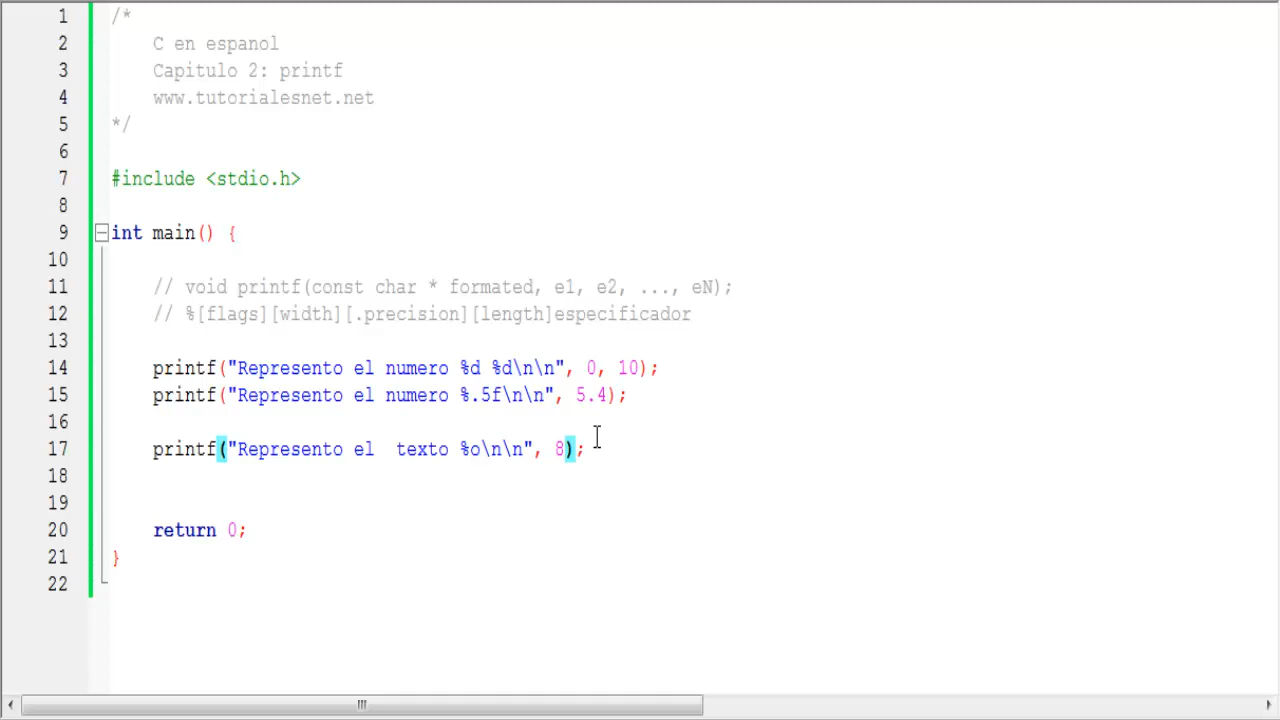 1 /*
2 C en espanol
3 Capitulo 2: printf
4 www.tutorialesnet.net
5 */
6
7 #include <stdio.h>
8
9 int main() {
10
11 // void printf(const char * formated, e1, e2, ..., eN);
12 // %[flags][width][.precision][length]especificador
13
14 printf("Represento el numero %d %d\n\n", 0, 10);
15 printf("Represento el numero %.5f\n\n", 5.4);
16
17 printf("Represento el  texto %o\n\n", 8);
18
19
20 return 0;
21 }
22